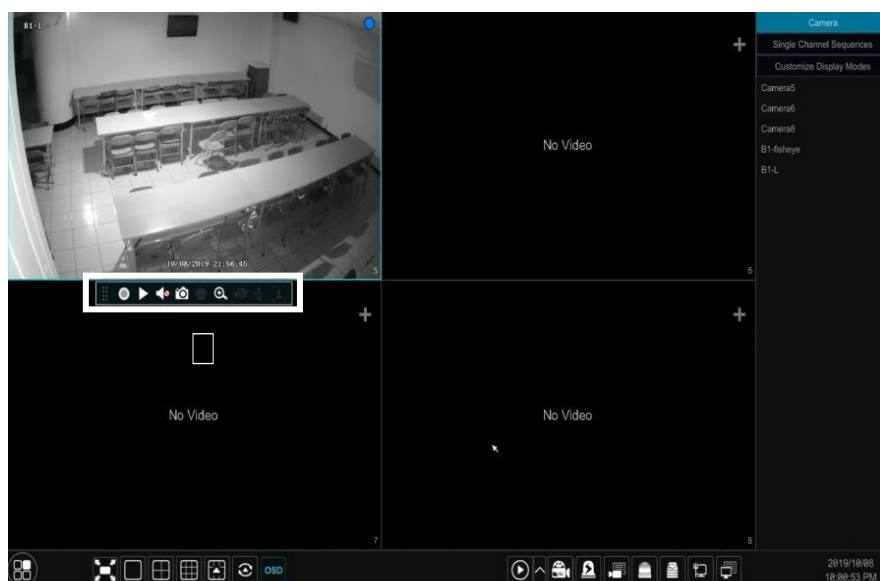 B1-L
10/08/2019 21:56:45
5
No Video
6
No Video
7
No Video
8
Camera
Single Channel Sequences
Customize Display Modes
Camera5
Camera6
Camera8
B1-fisheye
B1-L
OSD
2019/10/08
10:00:53 PM